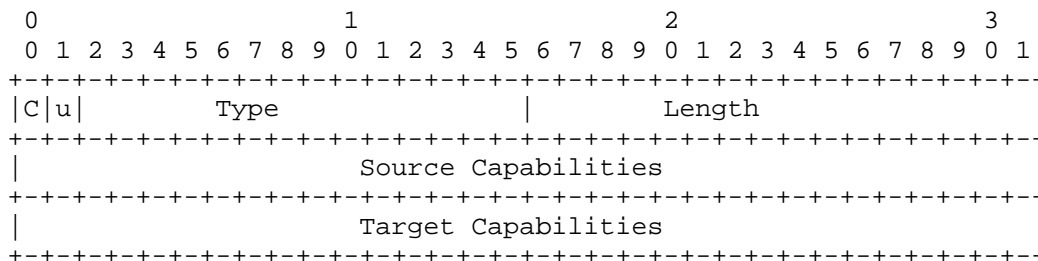 0                   1                   2                   3
 0 1 2 3 4 5 6 7 8 9 0 1 2 3 4 5 6 7 8 9 0 1 2 3 4 5 6 7 8 9 0 1
+-+-+-+-+-+-+-+-+-+-+-+-+-+-+-+-+-+-+-+-+-+-+-+-+-+-+-+-+-+-+-+--
|C|u|        Type               |        Length
+-+-+-+-+-+-+-+-+-+-+-+-+-+-+-+-+-+-+-+-+-+-+-+-+-+-+-+-+-+-+-+--
|                     Source Capabilities
+-+-+-+-+-+-+-+-+-+-+-+-+-+-+-+-+-+-+-+-+-+-+-+-+-+-+-+-+-+-+-+--
|                     Target Capabilities
+-+-+-+-+-+-+-+-+-+-+-+-+-+-+-+-+-+-+-+-+-+-+-+-+-+-+-+-+-+-+-+--